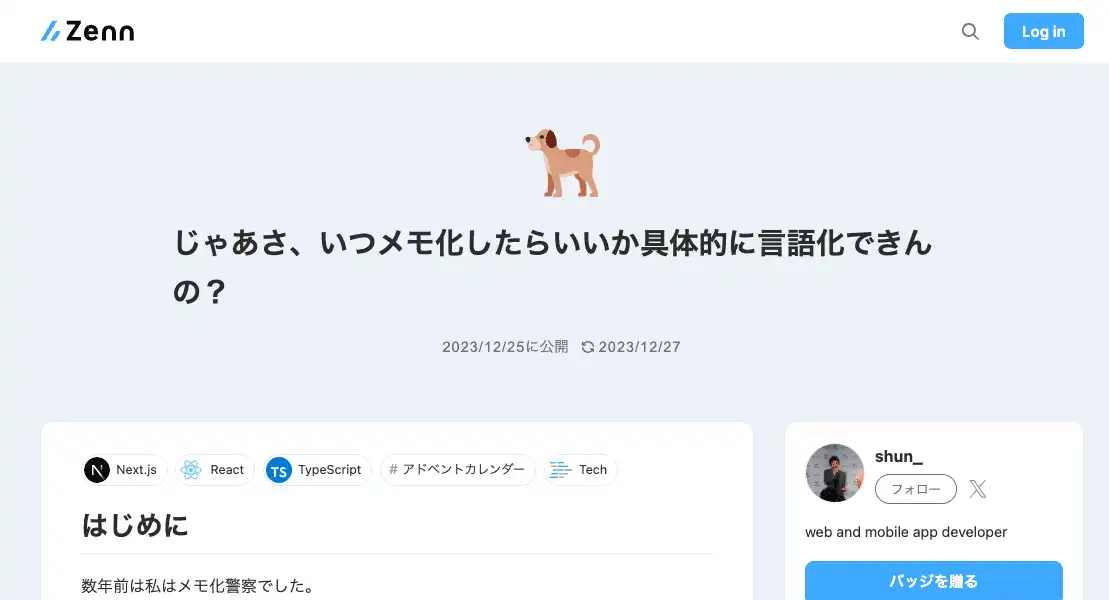 Zenn
Log in
じゃあさ、いつメモ化したらいいか具体的に言語化できん
の？
2023/12/25に公開 2023/12/27
Next.js React TypeScript # アドベントカレンダー Tech
はじめに
数年前は私はメモ化警察でした。
shun_
フォロー
web and mobile app developer
バッジを贈る